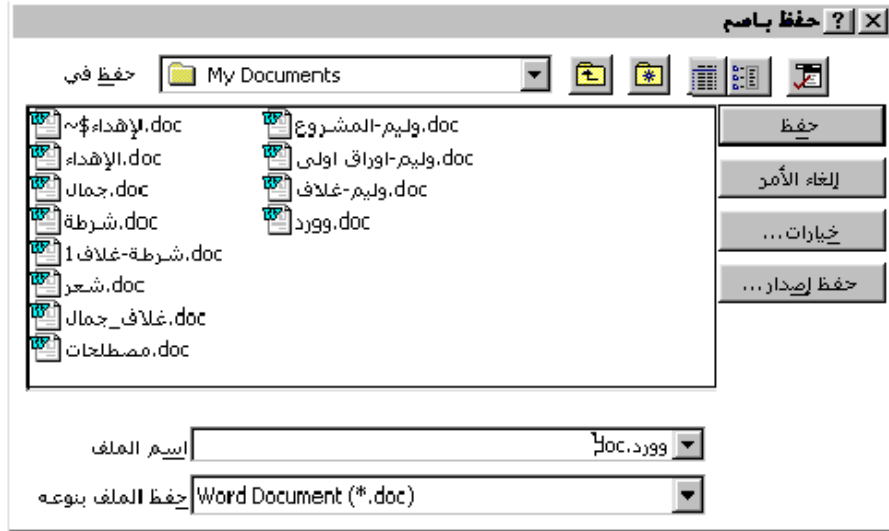 حفظ باسم
حفظ في My Documents
~$الإهداء.doc
الإهداء.doc
جمال.doc
شرطة.doc
شرطة-غلاف1.doc
شعر.doc
غلاف_جمال.doc
مصطلحات.doc
وليم-المشروع.doc
وليم-اوراق اولى.doc
وليم-غلاف.doc
وورد.doc
حفظ
إلغاء الأمر
خيارات...
حفظ إصدار...
اسم الملف وورد.doc
حفظ الملف بنوعه Word Document (*.doc)